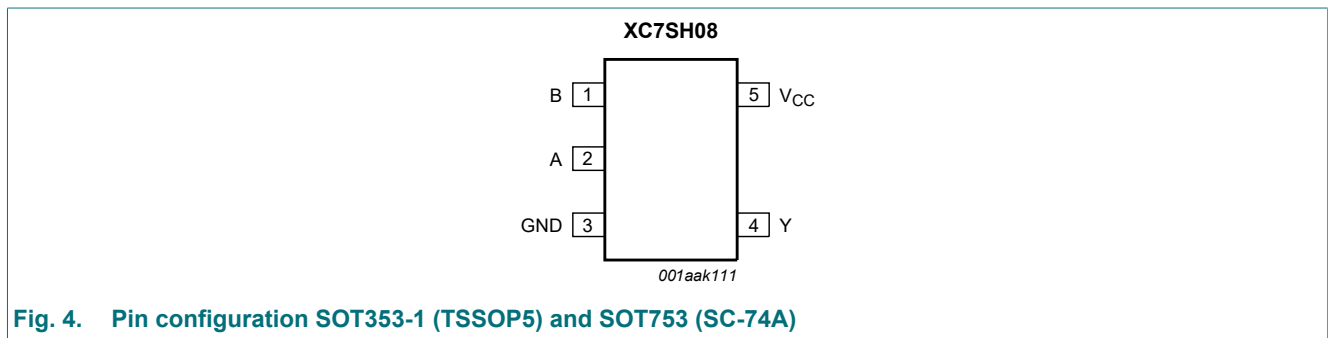 XC7SH08
B 1
5 VCC
A 2
GND 3
4 Y
001aak111
Fig. 4. Pin configuration SOT353-1 (TSSOP5) and SOT753 (SC-74A)